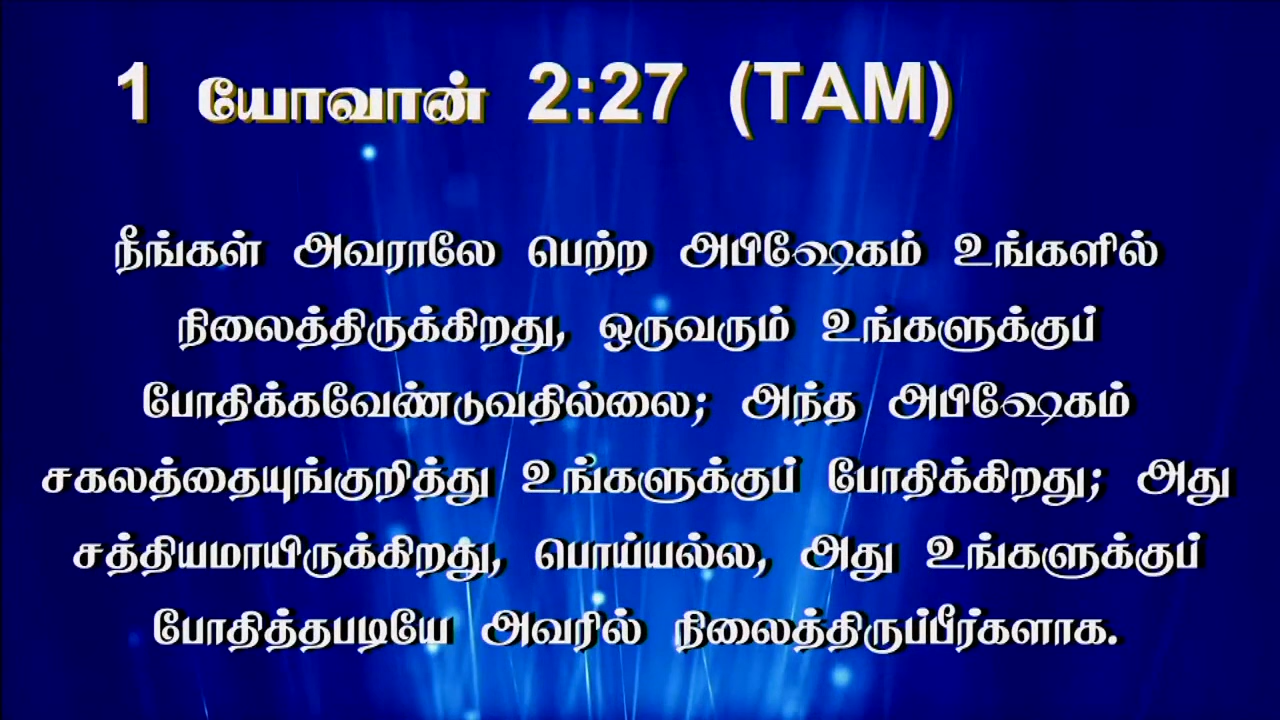 1 யோவான் 2:27 (TAM)
நீங்கள் அவராலே பெற்ற அபிஷேகம் உங்களில்
நிலைத்திருக்கிறது, ஒருவரும் உங்களுக்குப்
போதிக்கவேண்டுவதில்லை; அந்த அபிஷேகம்
சகலத்தையுங்குறித்து உங்களுக்குப் போதிக்கிறது; அது
சத்தியமாயிருக்கிறது, பொய்யல்ல, அது உங்களுக்குப்
போதித்தபடியே அவரில் நிலைத்திருப்பீர்களாக.